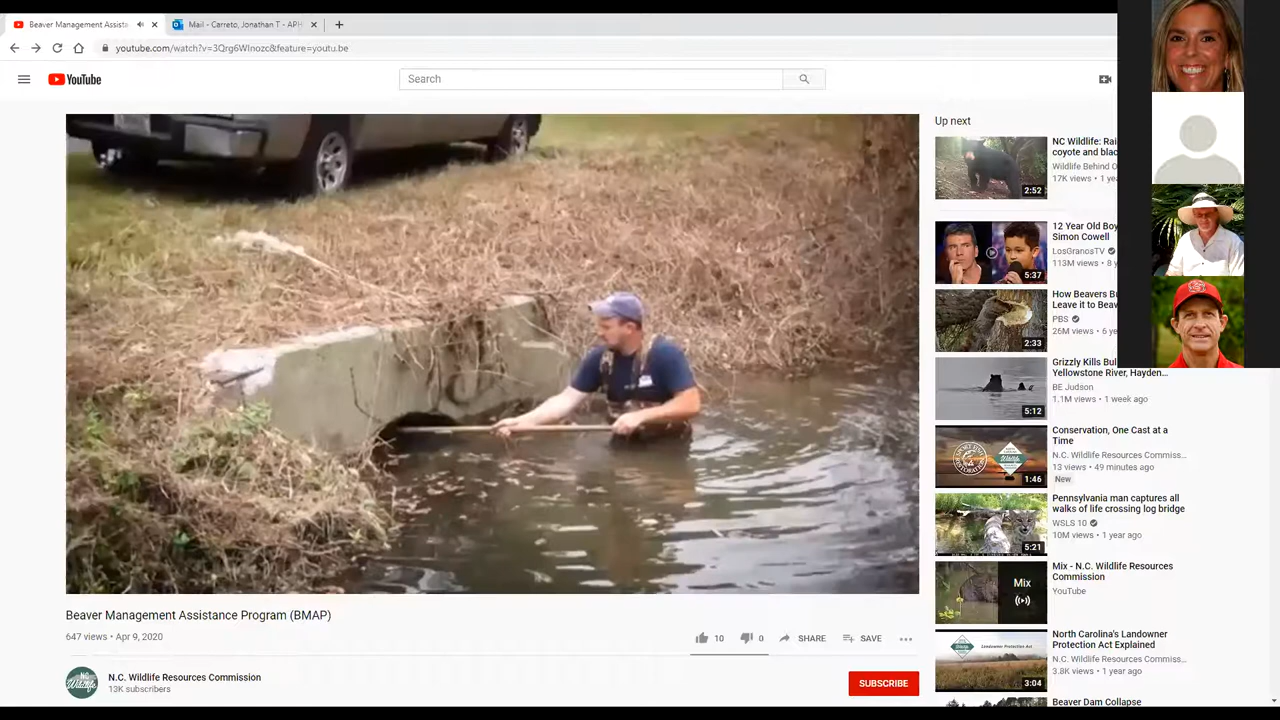 Beaver Management Assista
Mail - Carreto, Jonathan T - APH
youtube.com/watch?v=3Qrg6WInozc&feature=youtu.be
YouTube
Search
Up next
NC Wildlife: Rai
coyote and blac
Wildlife Behind O
17K views • 1 yea
2:52
12 Year Old Boy
Simon Cowell
LosGranosTV
113M views • 8 y
5:37
How Beavers Bu
Leave it to Beav
PBS
26M views • 6 ye
2:33
Grizzly Kills Bul
Yellowstone River, Hayden...
BE Judson
1.1M views • 1 week ago
5:12
Conservation, One Cast at a
Time
N.C. Wildlife Resources Commiss...
13 views • 49 minutes ago
New
1:46
Pennsylvania man captures all
walks of life crossing log bridge
WSLS 10
10M views • 1 year ago
5:21
Mix - N.C. Wildlife Resources
Commission
YouTube
Mix
North Carolina's Landowner
Protection Act Explained
N.C. Wildlife Resources Commiss...
3.8K views • 1 year ago
3:04
Beaver Dam Collapse
Beaver Management Assistance Program (BMAP)
647 views • Apr 9, 2020
10
0
SHARE
SAVE
N.C. Wildlife Resources Commission
13K subscribers
SUBSCRIBE